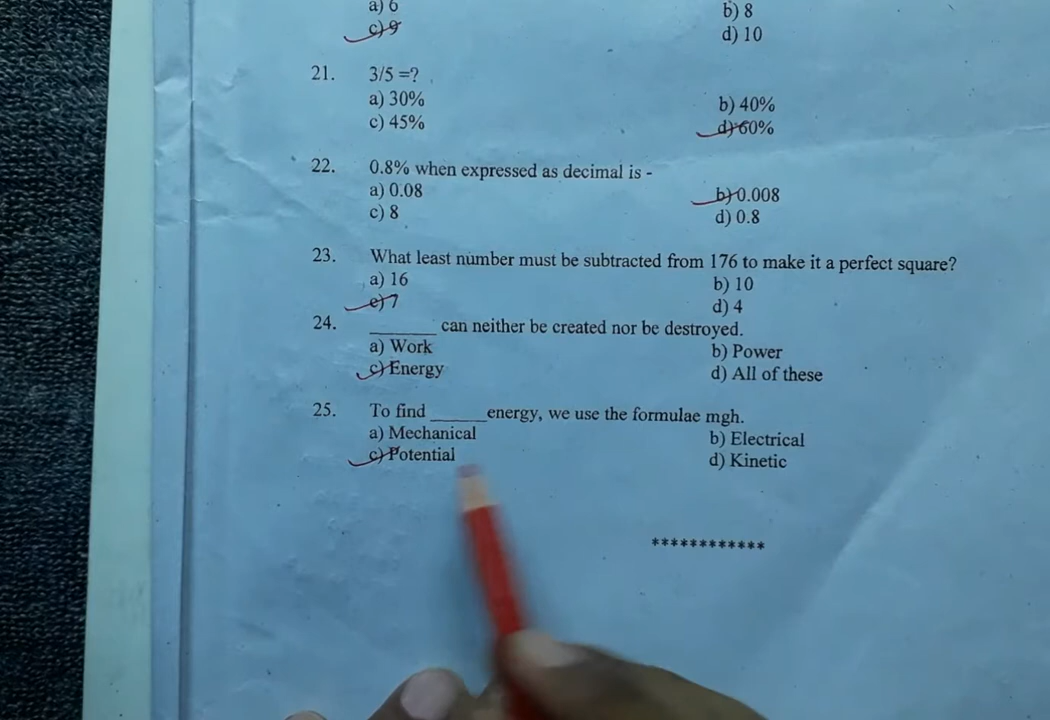 a) 6 b) 8
c) 9 d) 10
21. 3/5 =?
a) 30% b) 40%
c) 45% d) 60%
22. 0.8% when expressed as decimal is -
a) 0.08 b) 0.008
c) 8 d) 0.8
23. What least number must be subtracted from 176 to make it a perfect square?
a) 16 b) 10
c) 7 d) 4
24. ______ can neither be created nor be destroyed.
a) Work b) Power
c) Energy d) All of these
25. To find ______ energy, we use the formulae mgh.
a) Mechanical b) Electrical
c) Potential d) Kinetic
************